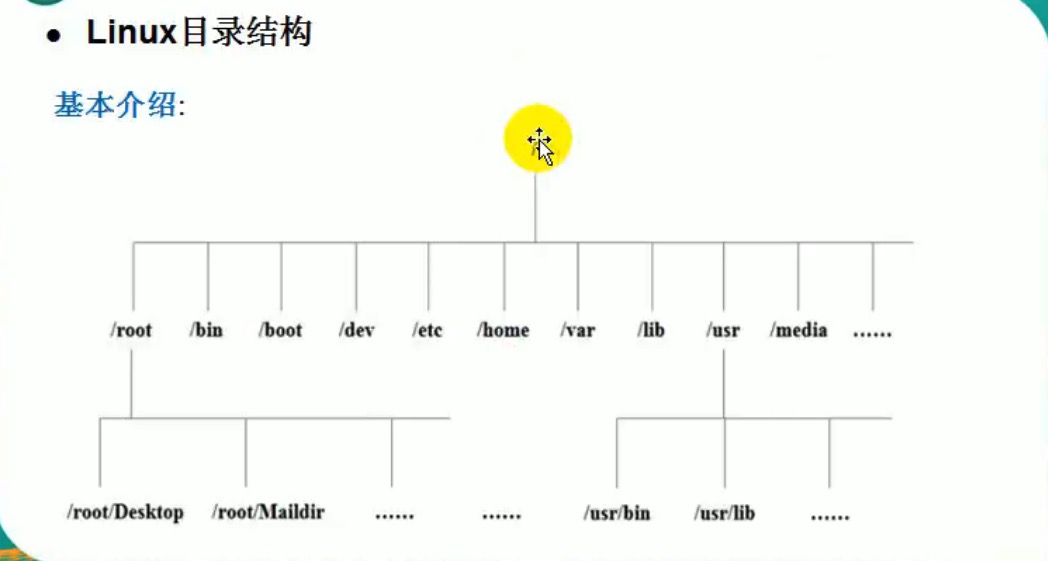 ● Linux目录结构
基本介绍:
/root /bin /boot /dev /etc /home /var /lib /usr /media ……
/root/Desktop /root/Maildir …… …… /usr/bin /usr/lib ……